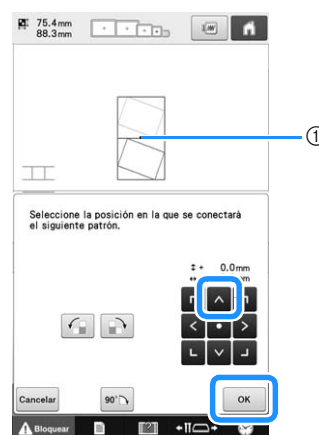 75.4mm
88.3mm
①
Seleccione la posición en la que se conectará
el siguiente patrón.
+ 0.0mm
mm
90°
Cancelar
OK
Bloquear